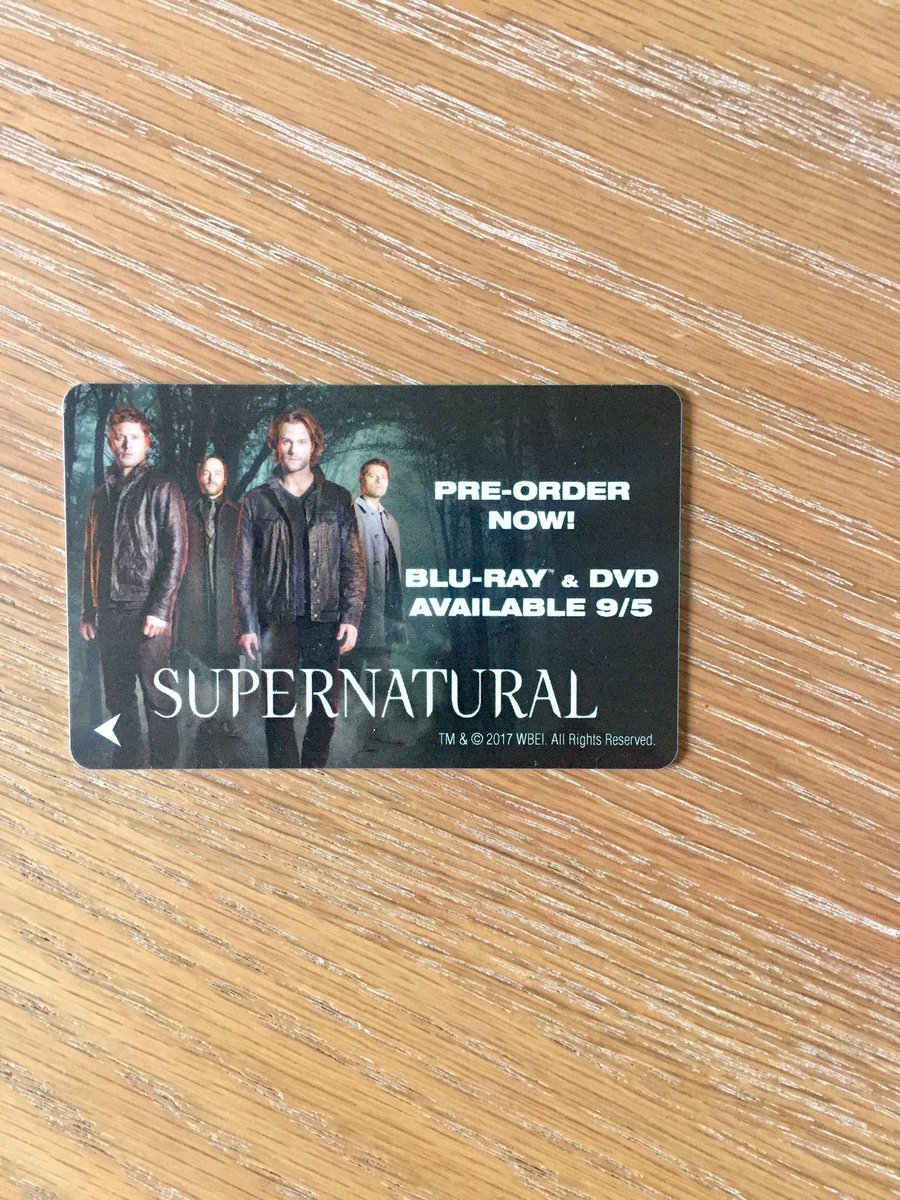 PRE-ORDER
NOW!
BLU-RAY™ & DVD
AVAILABLE 9/5
SUPERNATURAL
TM & © 2017 WBEI. All Rights Reserved.